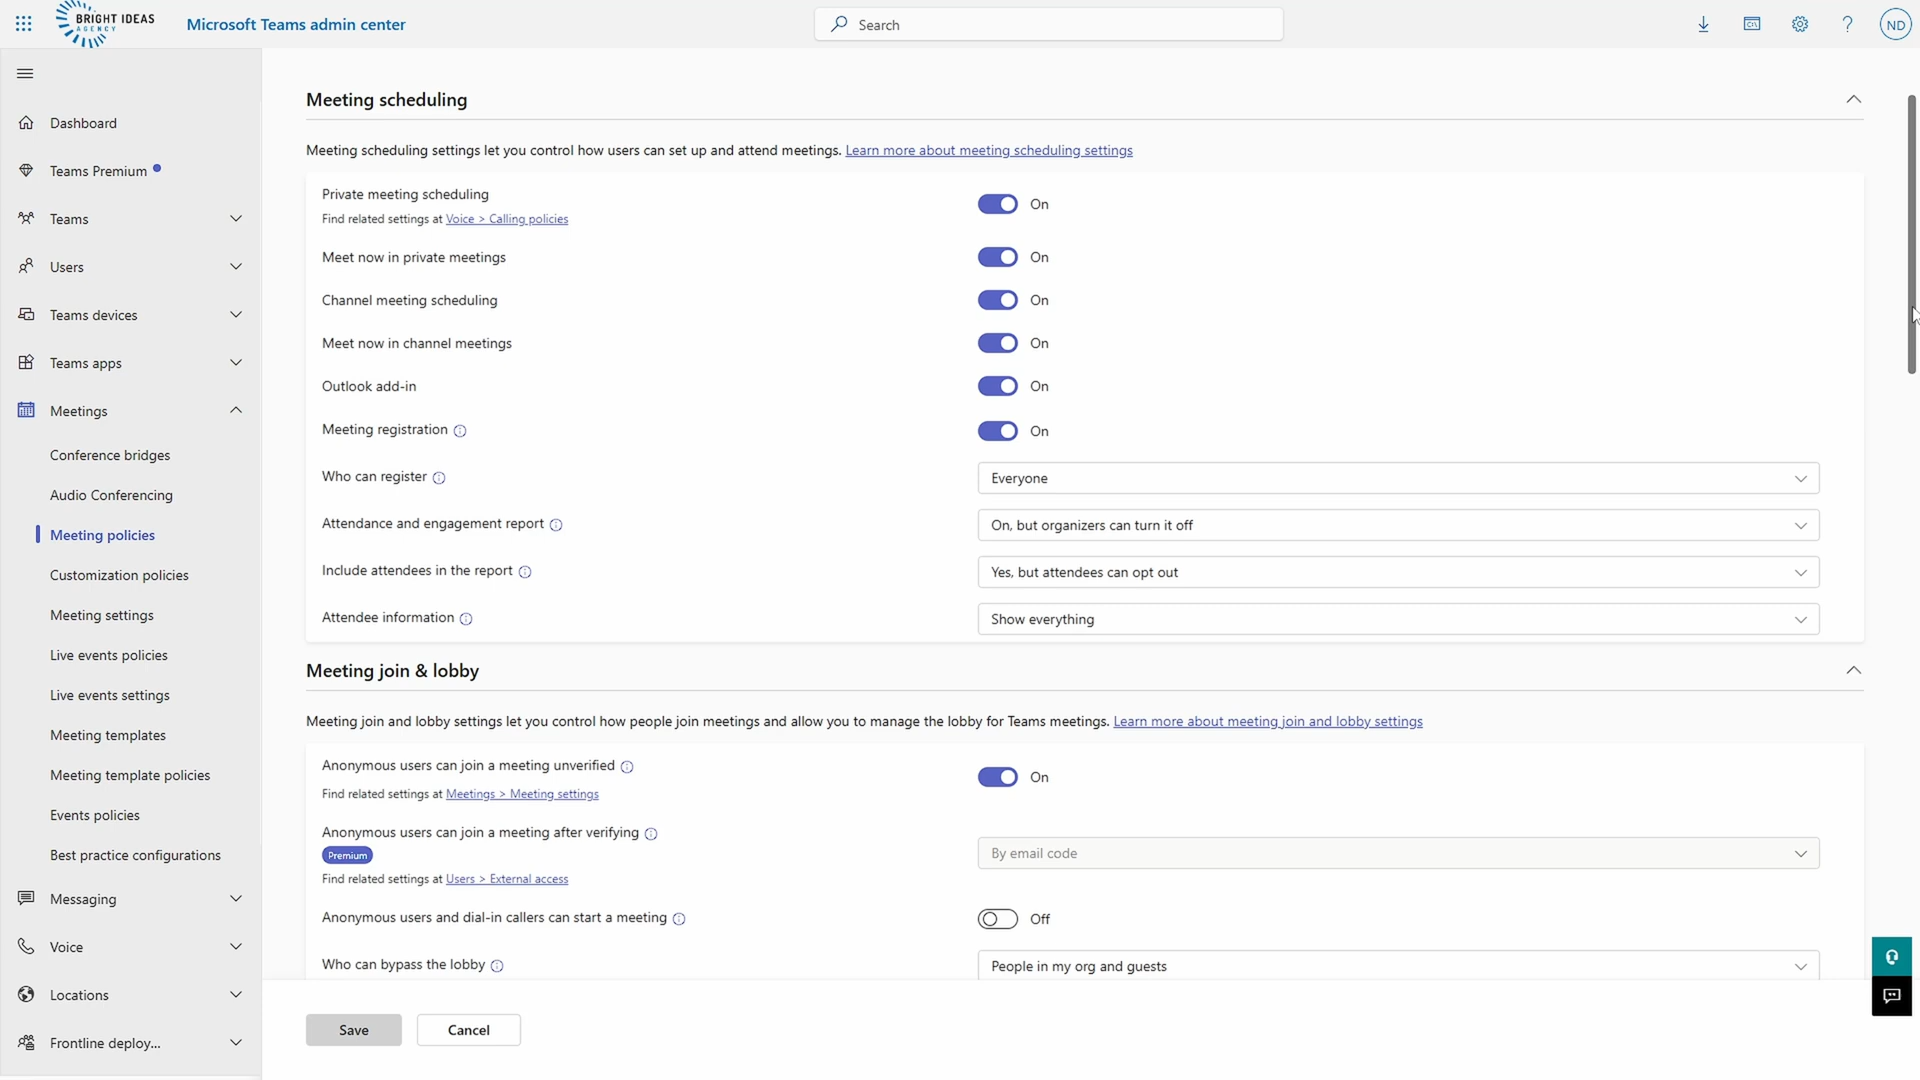 BRIGHT IDEAS
AGENCY
Microsoft Teams admin center
Search
ND
Dashboard
Teams Premium
Teams
Users
Teams devices
Teams apps
Meetings
Conference bridges
Audio Conferencing
Meeting policies
Customization policies
Meeting settings
Live events policies
Live events settings
Meeting templates
Meeting template policies
Events policies
Best practice configurations
Messaging
Voice
Locations
Frontline deploy...
Meeting scheduling
Meeting scheduling settings let you control how users can set up and attend meetings. Learn more about meeting scheduling settings
Private meeting scheduling
Find related settings at Voice > Calling policies
On
Meet now in private meetings On
Channel meeting scheduling On
Meet now in channel meetings On
Outlook add-in On
Meeting registration On
Who can register Everyone
Attendance and engagement report On, but organizers can turn it off
Include attendees in the report Yes, but attendees can opt out
Attendee information Show everything
Meeting join & lobby
Meeting join and lobby settings let you control how people join meetings and allow you to manage the lobby for Teams meetings. Learn more about meeting join and lobby settings
Anonymous users can join a meeting unverified
On
Find related settings at Meetings > Meeting settings
Anonymous users can join a meeting after verifying
Premium
By email code
Find related settings at Users > External access
Anonymous users and dial-in callers can start a meeting Off
Who can bypass the lobby People in my org and guests
Save
Cancel